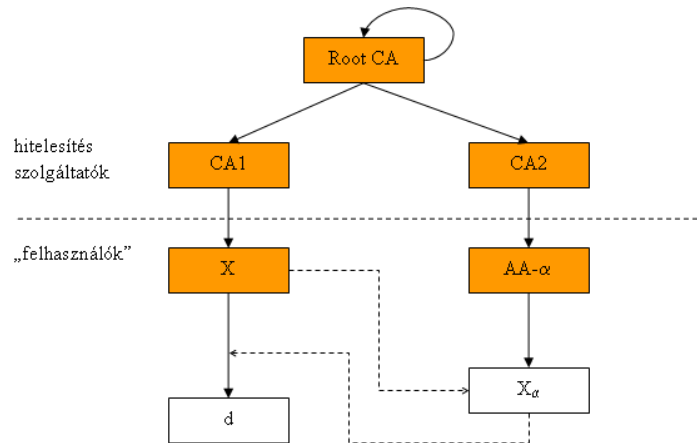 Root CA
hitelesítés
szolgáltatók
CA1
CA2
„felhasználók”
X
AA-α
Xα
d